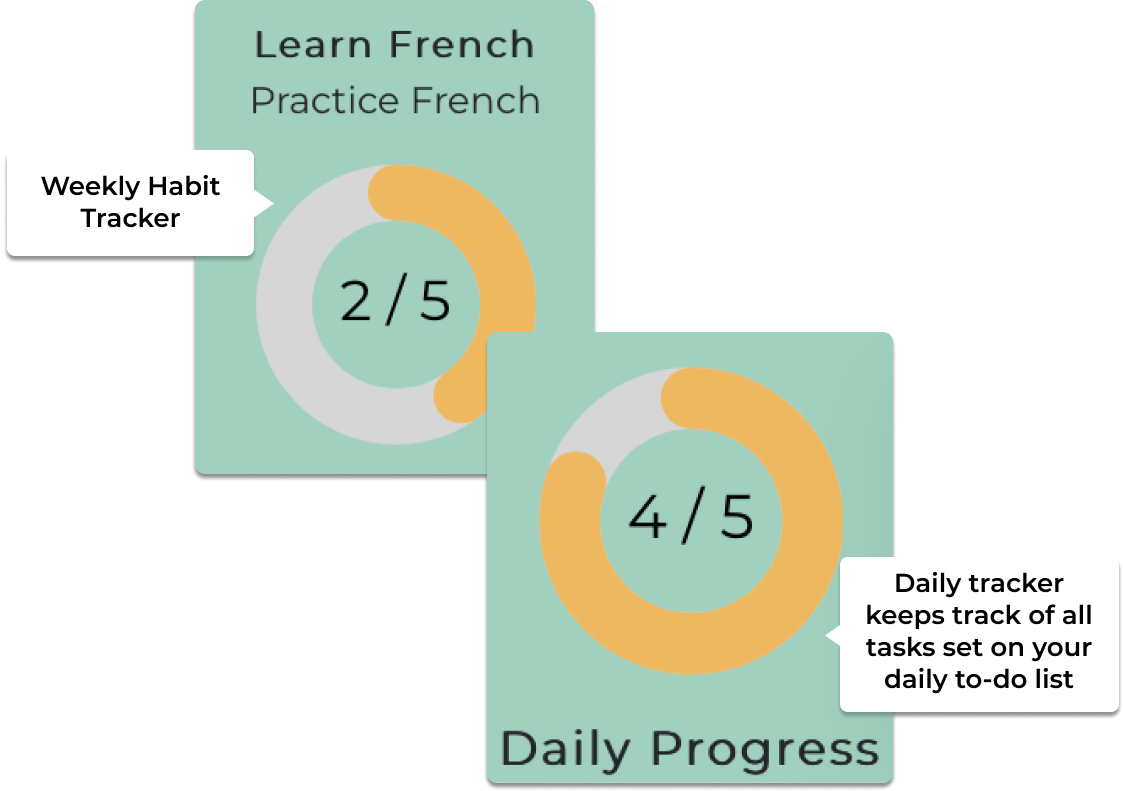 Learn French
Practice French
Weekly Habit
Tracker
2 / 5
4 / 5
Daily tracker
keeps track of all
tasks set on your
daily to-do list
Daily Progress